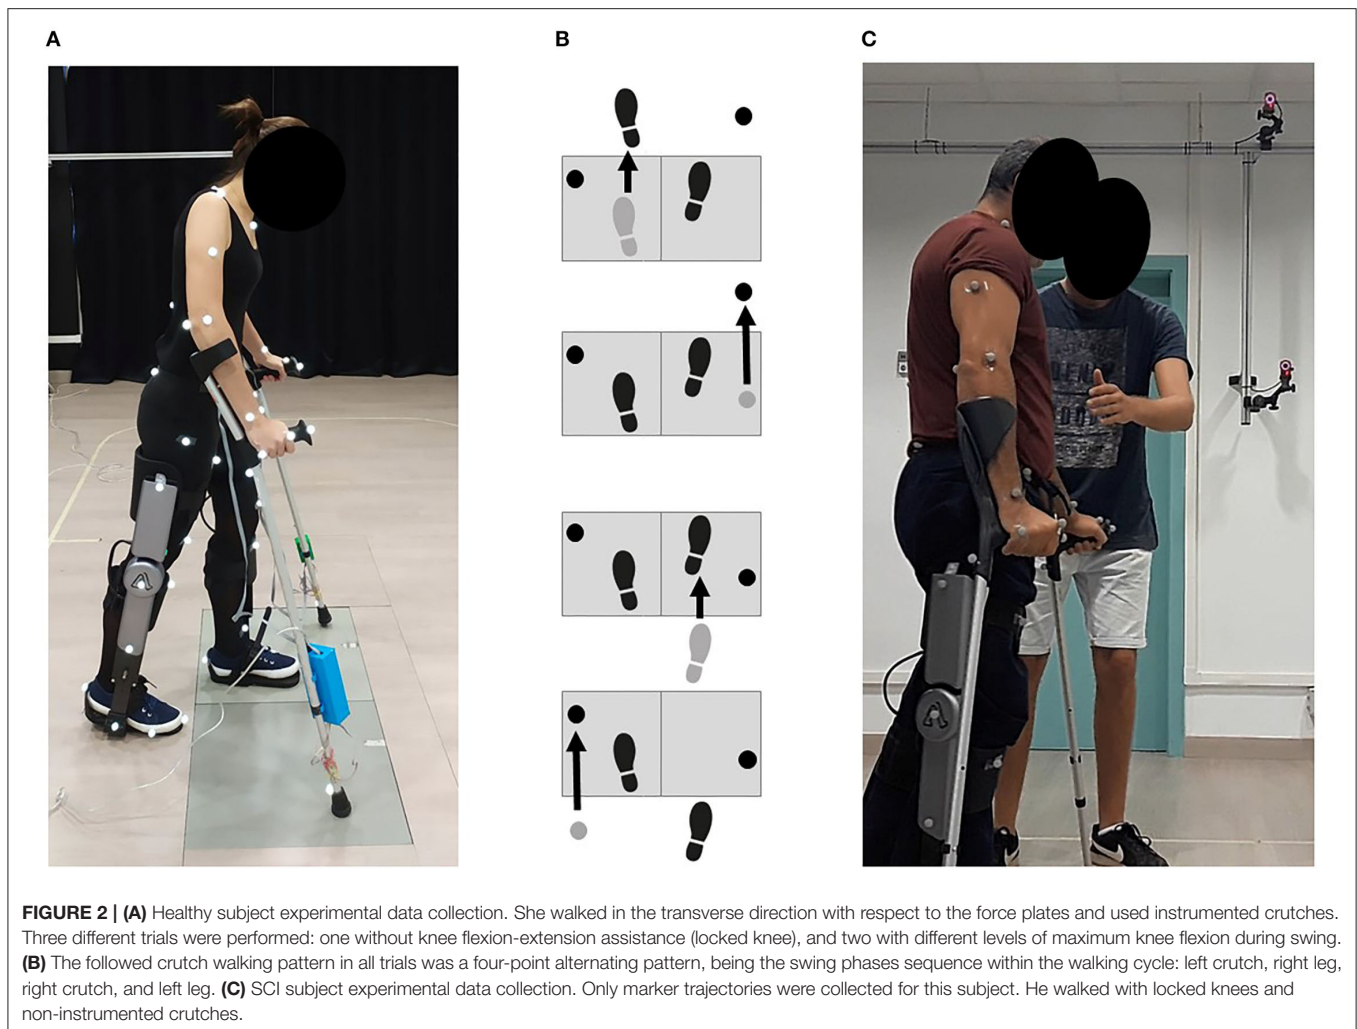 A
B
C
FIGURE 2 | (A) Healthy subject experimental data collection. She walked in the transverse direction with respect to the force plates and used instrumented crutches.
Three different trials were performed: one without knee flexion-extension assistance (locked knee), and two with different levels of maximum knee flexion during swing.
(B) The followed crutch walking pattern in all trials was a four-point alternating pattern, being the swing phases sequence within the walking cycle: left crutch, right leg,
right crutch, and left leg. (C) SCI subject experimental data collection. Only marker trajectories were collected for this subject. He walked with locked knees and
non-instrumented crutches.